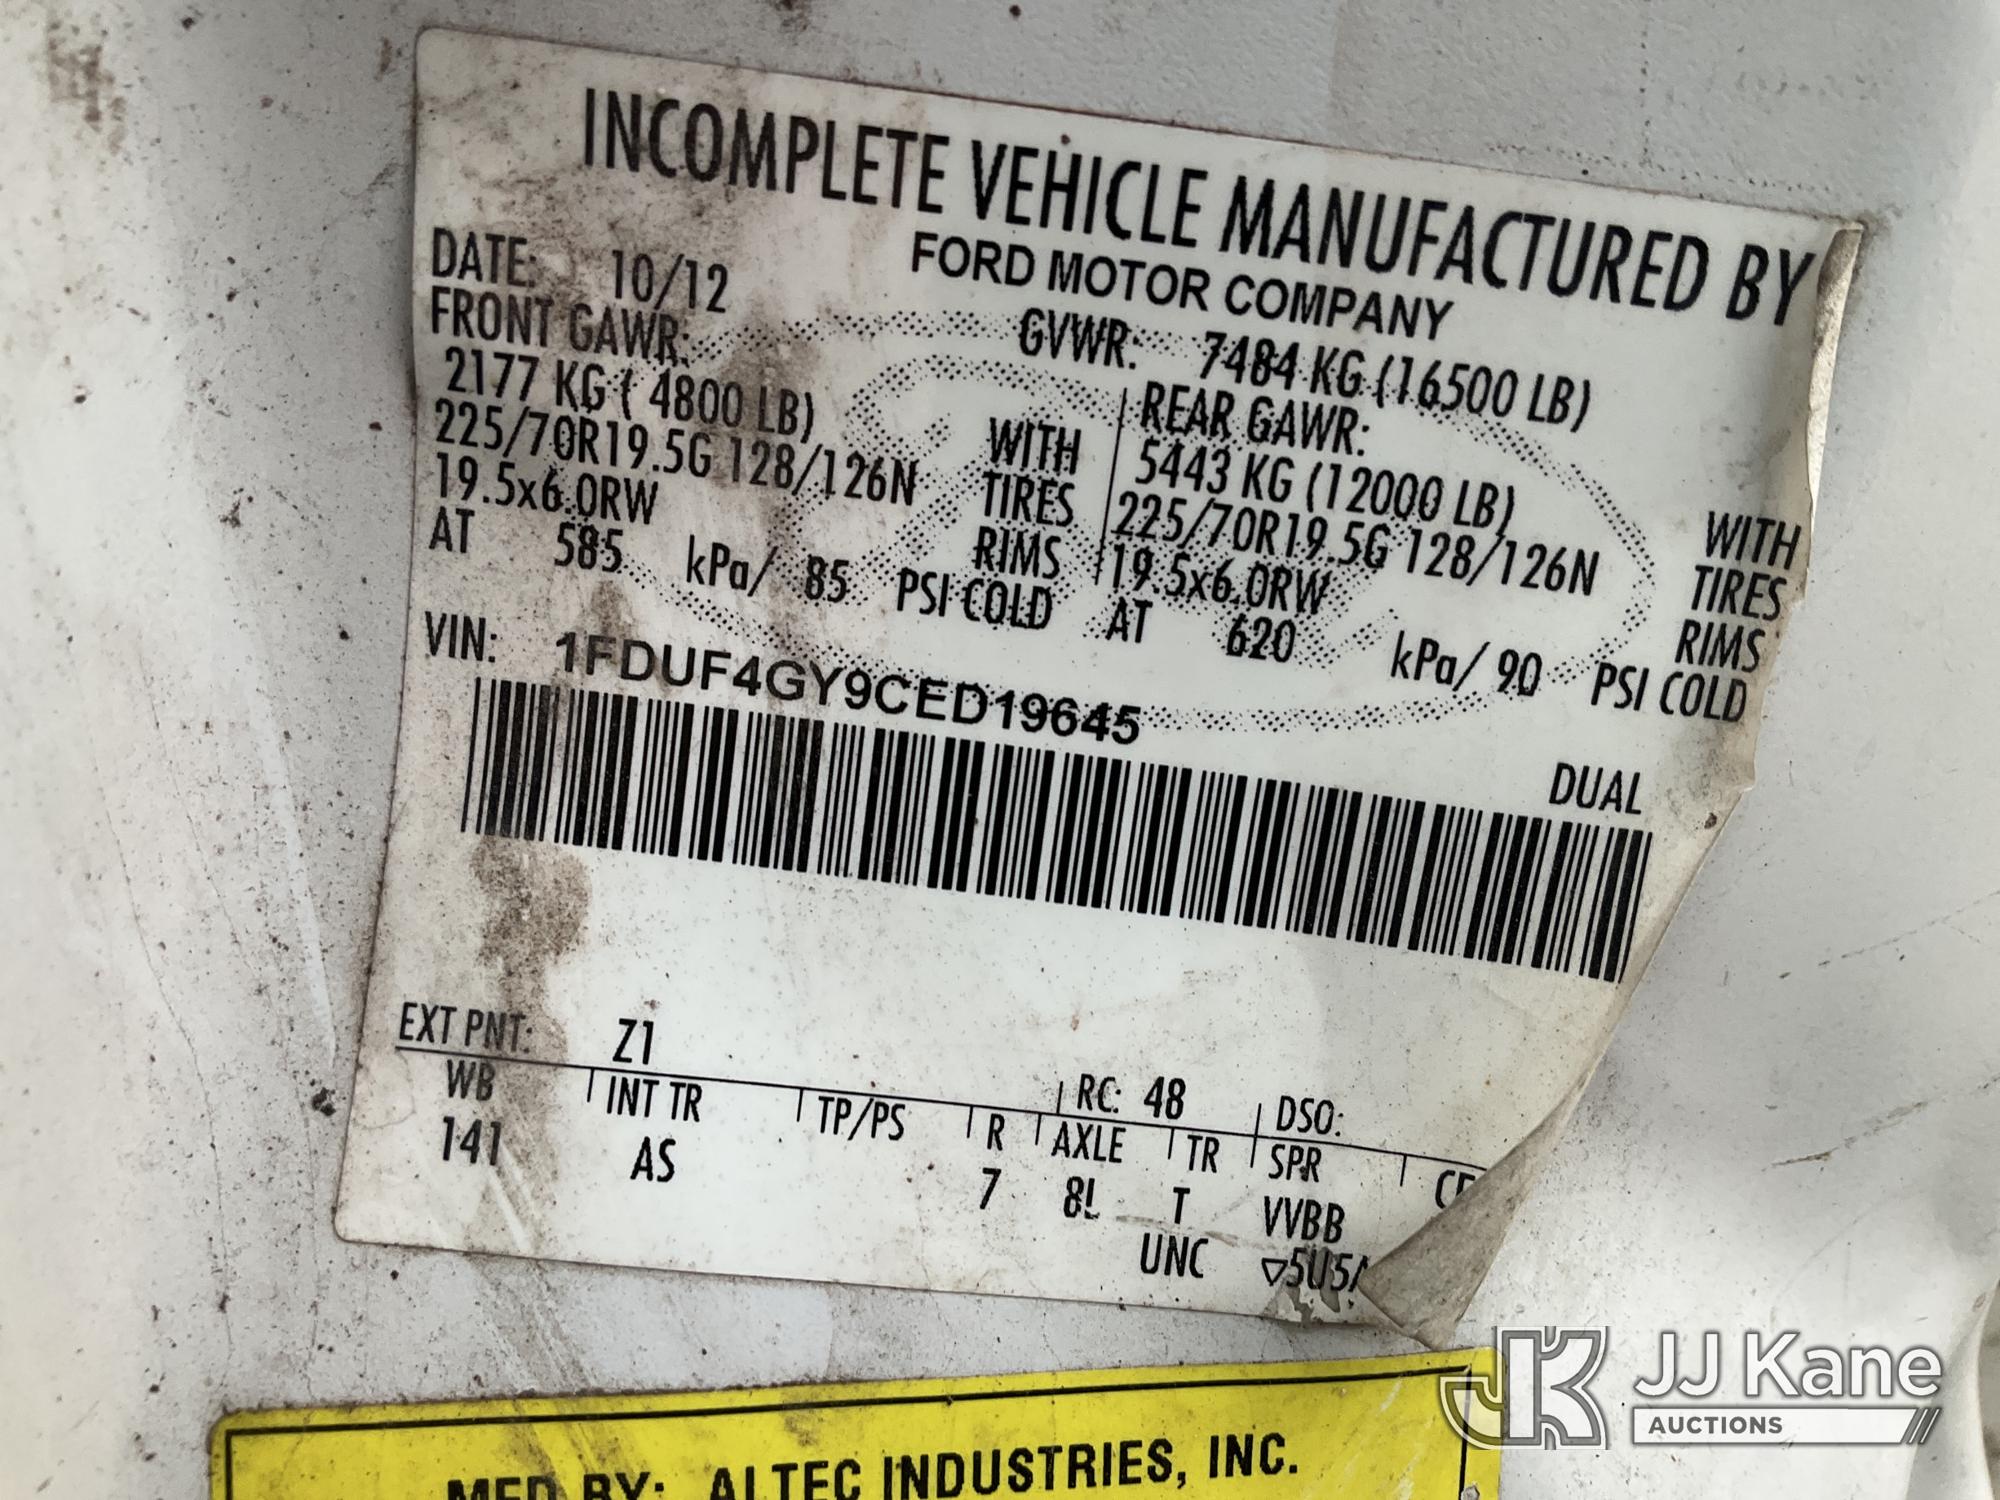 INCOMPLETE VEHICLE MANUFACTURED BY
FORD MOTOR COMPANY
DATE: 10/12 GVWR: 7484 KG (16500 LB)
FRONT GAWR: REAR GAWR:
2177 KG ( 4800 LB) WITH 5443 KG (12000 LB) WITH
225/70R19.5G 128/126N TIRES 225/70R19.5G 128/126N TIRES
19.5x6.0RW RIMS 19.5x6.0RW RIMS
AT 585 kPa/ 85 PSI COLD AT 620 kPa/ 90 PSI COLD
VIN: 1FDUF4GY9CED19645
DUAL
EXT PNT: Z1 RC: 48 DSO:
WB INT TR TP/PS R AXLE TR SPR
141 AS 7 8L T VVBB
UNC ▽5U5
MFD BY: ALTEC INDUSTRIES, INC.
JK JJ Kane
AUCTIONS